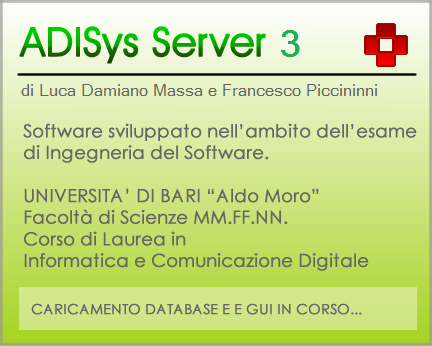 ADISys Server 3
di Luca Damiano Massa e Francesco Piccininni
Software sviluppato nell'ambito dell'esame
di Ingegneria del Software.
UNIVERSITA' DI BARI “Aldo Moro”
Facoltà di Scienze MM.FF.NN.
Corso di Laurea in
Informatica e Comunicazione Digitale
CARICAMENTO DATABASE E E GUI IN CORSO...